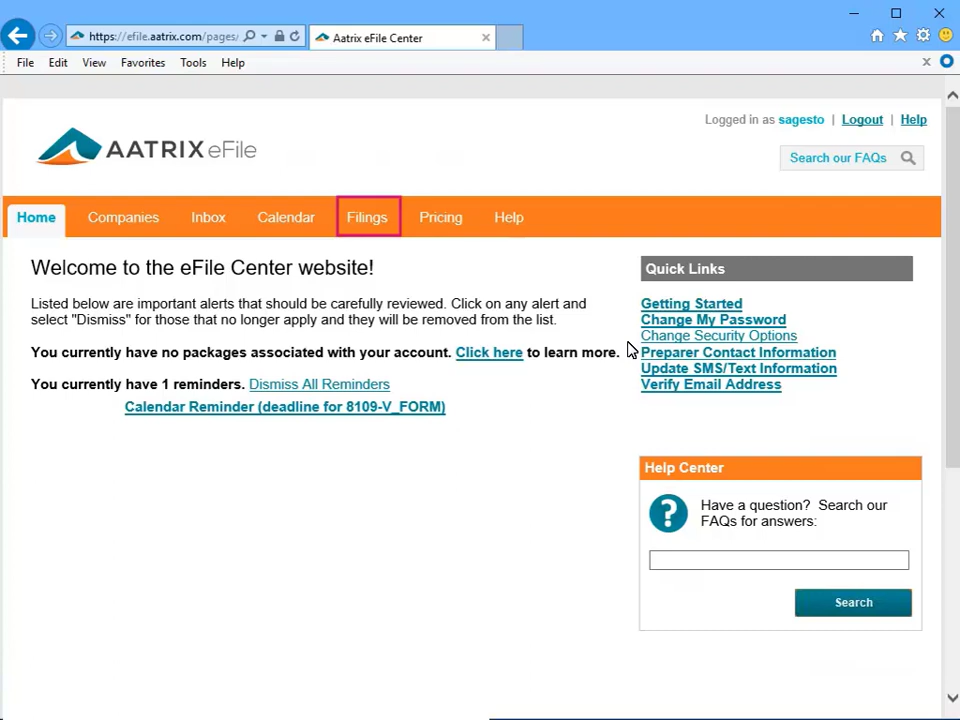 https://efile.aatrix.com/pages/
Aatrix eFile Center
File Edit View Favorites Tools Help
Logged in as sagesto | Logout | Help
AATRIX eFile
Search our FAQs
Home Companies Inbox Calendar Filings Pricing Help
Welcome to the eFile Center website!
Listed below are important alerts that should be carefully reviewed. Click on any alert and
select "Dismiss" for those that no longer apply and they will be removed from the list.
You currently have no packages associated with your account. Click here to learn more.
You currently have 1 reminders. Dismiss All Reminders
Calendar Reminder (deadline for 8109-V_FORM)
Quick Links
Getting Started
Change My Password
Change Security Options
Preparer Contact Information
Update SMS/Text Information
Verify Email Address
Help Center
? Have a question? Search our
FAQs for answers:
Search